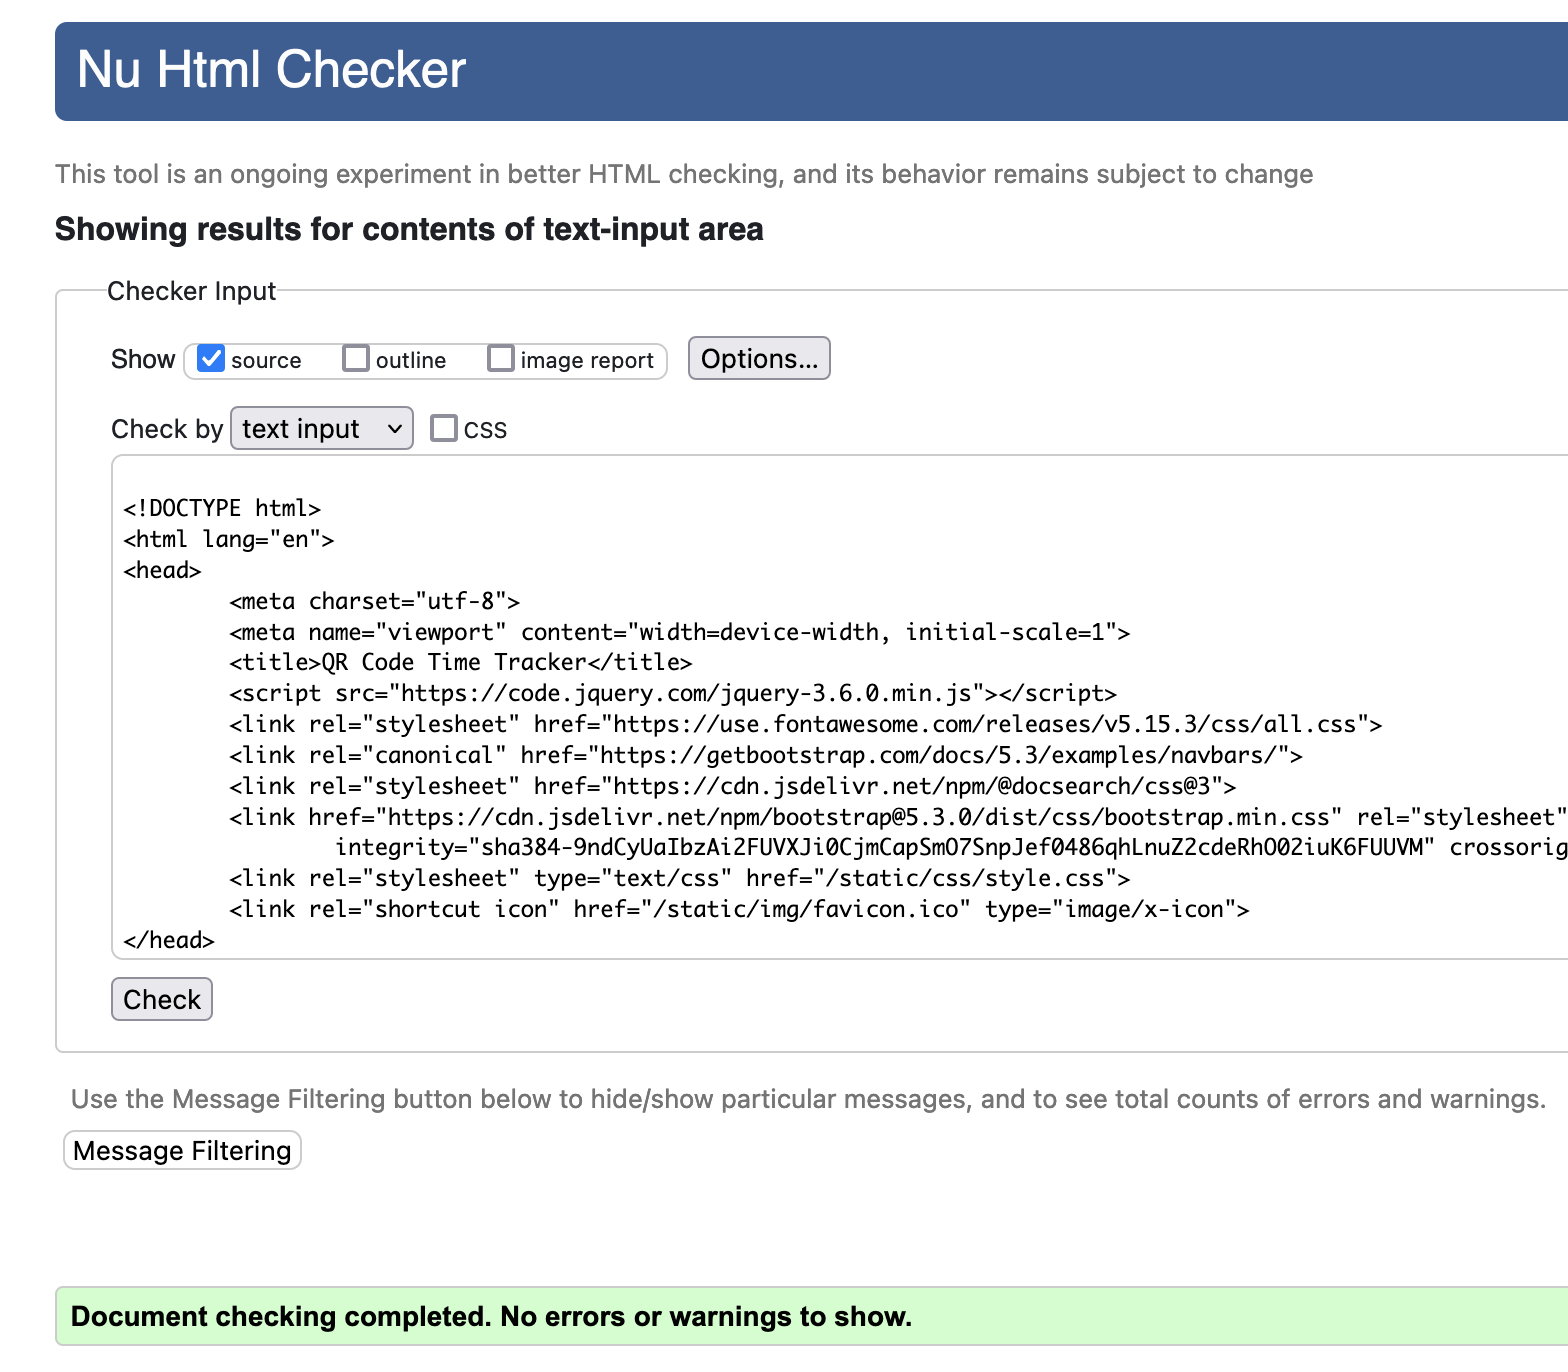 Nu Html Checker
This tool is an ongoing experiment in better HTML checking, and its behavior remains subject to change
Showing results for contents of text-input area
Checker Input
Show source outline image report Options...
Check by text input CSS
<!DOCTYPE html>
<html lang="en">
<head>
<meta charset="utf-8">
<meta name="viewport" content="width=device-width, initial-scale=1">
<title>QR Code Time Tracker</title>
<script src="https://code.jquery.com/jquery-3.6.0.min.js"></script>
<link rel="stylesheet" href="https://use.fontawesome.com/releases/v5.15.3/css/all.css">
<link rel="canonical" href="https://getbootstrap.com/docs/5.3/examples/navbars/">
<link rel="stylesheet" href="https://cdn.jsdelivr.net/npm/@docsearch/css@3">
<link href="https://cdn.jsdelivr.net/npm/bootstrap@5.3.0/dist/css/bootstrap.min.css" rel="stylesheet"
integrity="sha384-9ndCyUaIbzAi2FUVXJi0CjmCapSmO7SnpJef0486qhLnuZ2cdeRhO02iuK6FUUVM" crossorig
<link rel="stylesheet" type="text/css" href="/static/css/style.css">
<link rel="shortcut icon" href="/static/img/favicon.ico" type="image/x-icon">
</head>
Check
Use the Message Filtering button below to hide/show particular messages, and to see total counts of errors and warnings.
Message Filtering
Document checking completed. No errors or warnings to show.